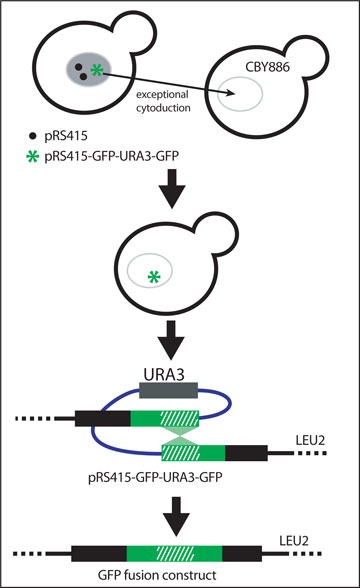 CBY886
exceptional
cytoduction
pRS415
pRS415-GFP-URA3-GFP
URA3
LEU2
pRS415-GFP-URA3-GFP
LEU2
GFP fusion construct